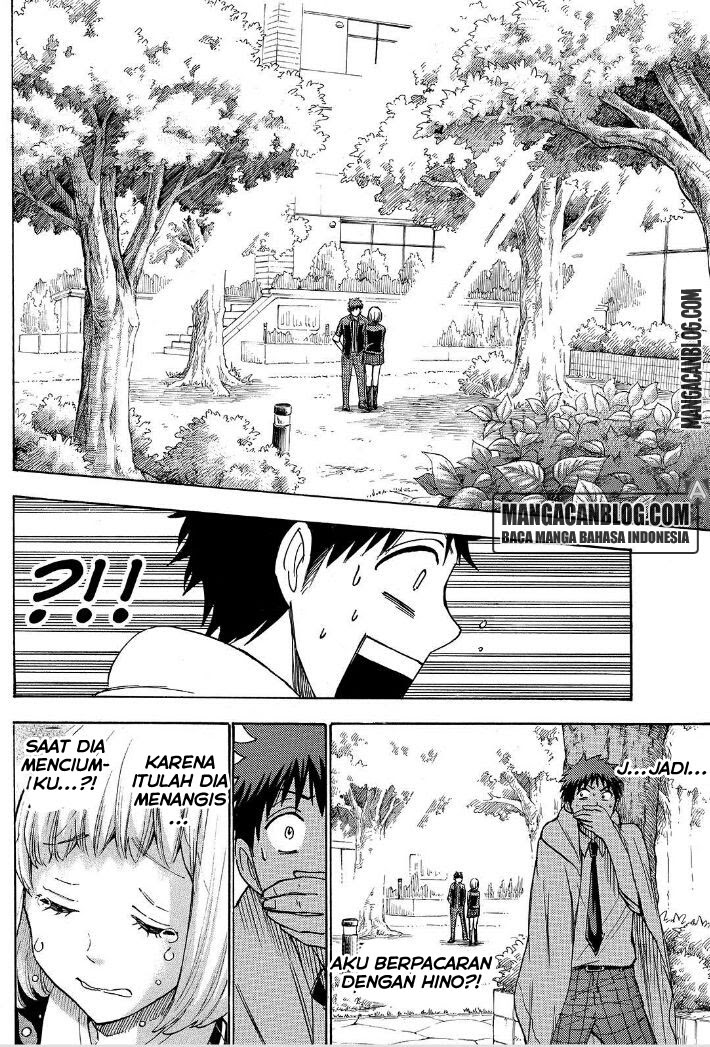 MANGACANBLOG.COM
MANGACANBLOG.COM
BACA MANGA BAHASA INDONESIA
?!!
J...JADI...
AKU BERPACARAN
DENGAN HINO?!
KARENA
ITULAH DIA
MENANGIS
...
SAAT DIA
MENCIUM-
KU...?!